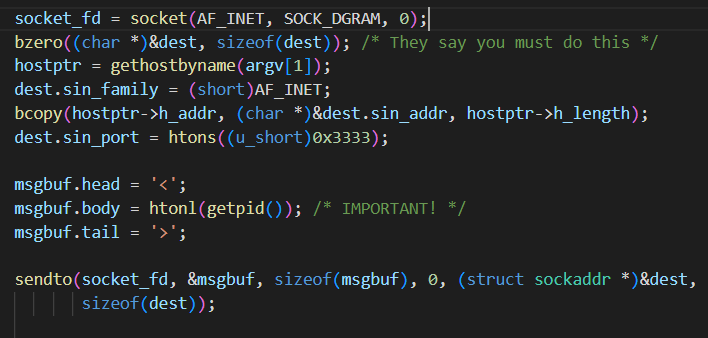 socket_fd = socket(AF_INET, SOCK_DGRAM, 0);
bzero((char *)&dest, sizeof(dest)); /* They say you must do this */
hostptr = gethostbyname(argv[1]);
dest.sin_family = (short)AF_INET;
bcopy(hostptr->h_addr, (char *)&dest.sin_addr, hostptr->h_length);
dest.sin_port = htons((u_short)0x3333);

msgbuf.head = '<';
msgbuf.body = htonl(getpid()); /* IMPORTANT! */
msgbuf.tail = '>';

sendto(socket_fd, &msgbuf, sizeof(msgbuf), 0, (struct sockaddr *)&dest,
sizeof(dest));